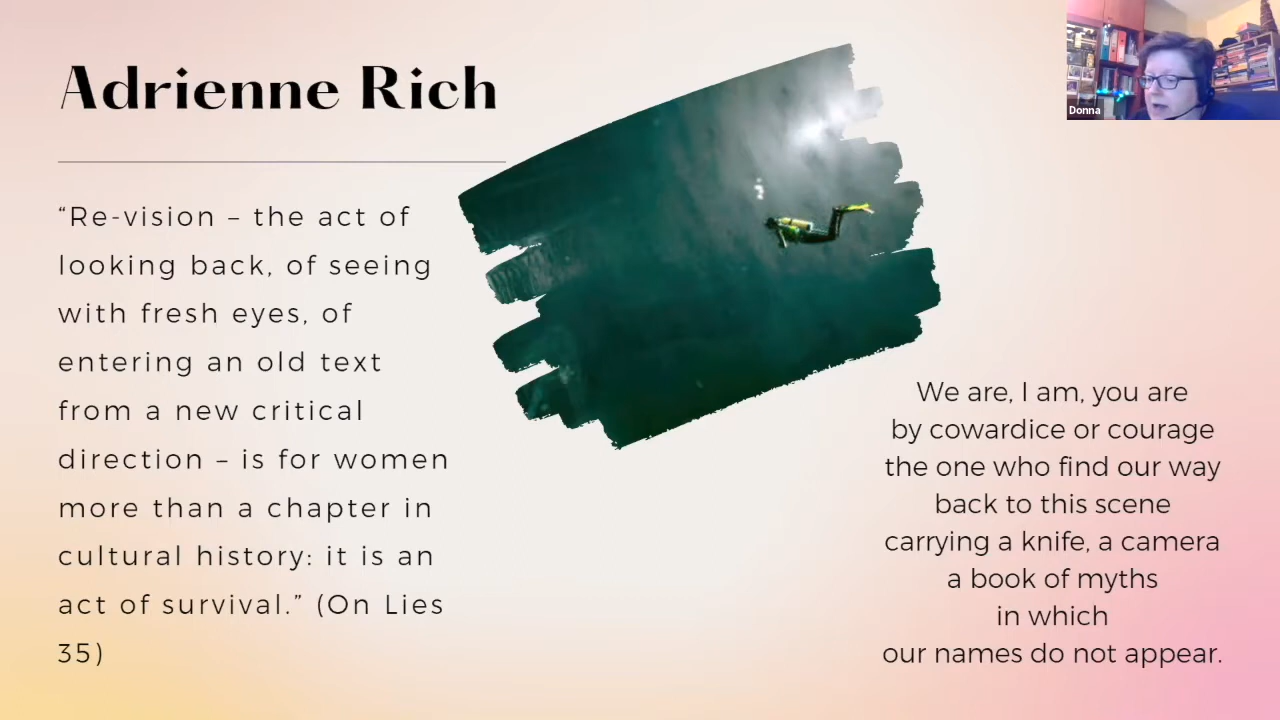 Adrienne Rich
“Re-vision – the act of
looking back, of seeing
with fresh eyes, of
entering an old text
from a new critical
direction – is for women
more than a chapter in
cultural history: it is an
act of survival.” (On Lies
35)
We are, I am, you are
by cowardice or courage
the one who find our way
back to this scene
carrying a knife, a camera
a book of myths
in which
our names do not appear.
Donna